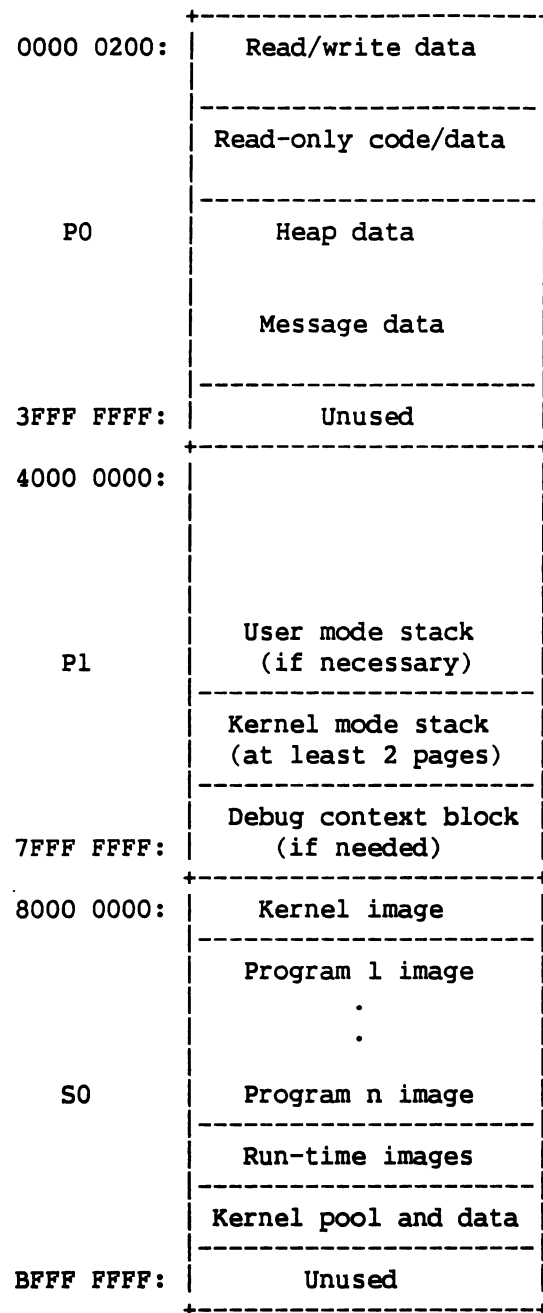 0000 0200: Read/write data
Read-only code/data
P0 Heap data
Message data
3FFF FFFF: Unused
4000 0000:
User mode stack
P1 (if necessary)
Kernel mode stack
(at least 2 pages)
Debug context block
7FFF FFFF: (if needed)
8000 0000: Kernel image
Program 1 image
.
.
S0 Program n image
Run-time images
Kernel pool and data
BFFF FFFF: Unused